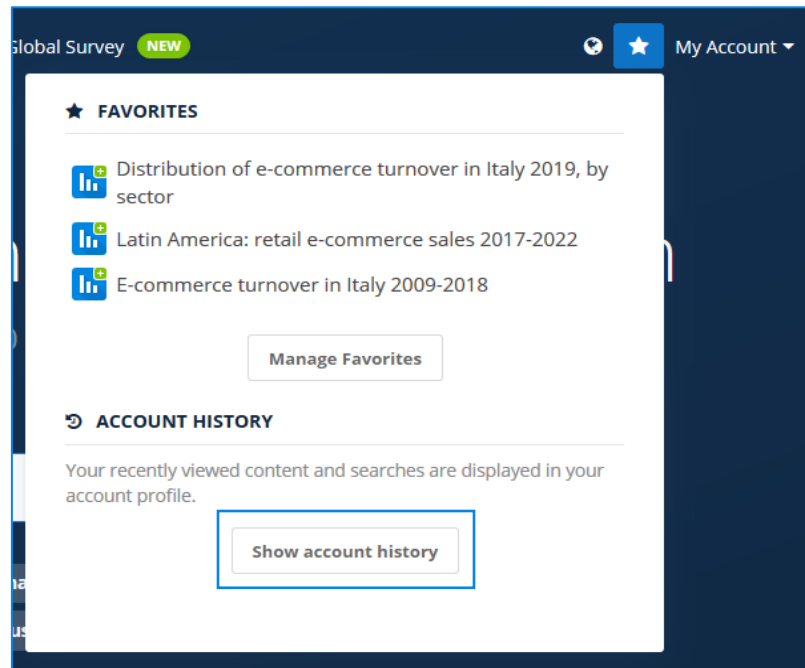 Global Survey NEW My Account
FAVORITES
Distribution of e-commerce turnover in Italy 2019, by
sector
Latin America: retail e-commerce sales 2017-2022
E-commerce turnover in Italy 2009-2018
Manage Favorites
ACCOUNT HISTORY
Your recently viewed content and searches are displayed in your
account profile.
Show account history